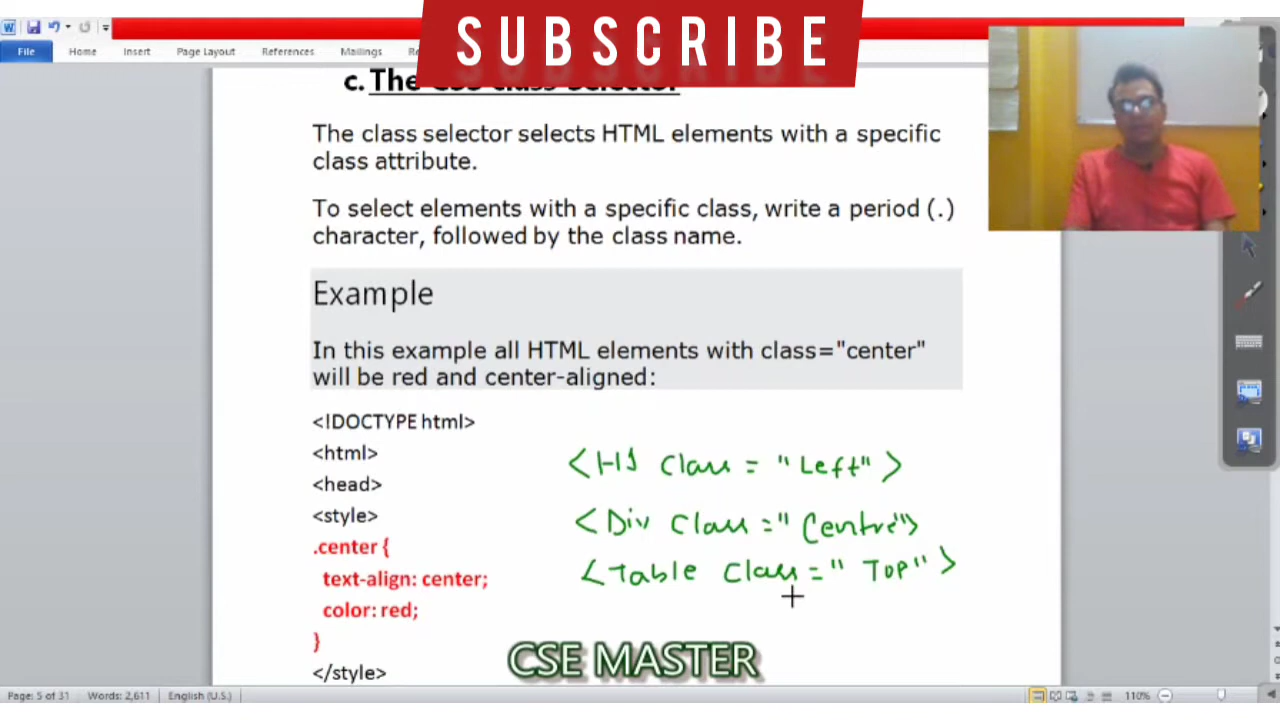 SUBSCRIBE
File Home Insert Page Layout References Mailings
c. The CSS class Selector
The class selector selects HTML elements with a specific
class attribute.
To select elements with a specific class, write a period (.)
character, followed by the class name.
Example
In this example all HTML elements with class="center"
will be red and center-aligned:
<!DOCTYPE html>
<html>
<head>
<style>
.center {
text-align: center;
color: red;
}
</style>
<H1 Class = "Left">
<Div Class = "Centre">
<Table Class = "Top">
CSE MASTER
Page: 5 of 31 Words: 2,611 English (U.S.) 110%